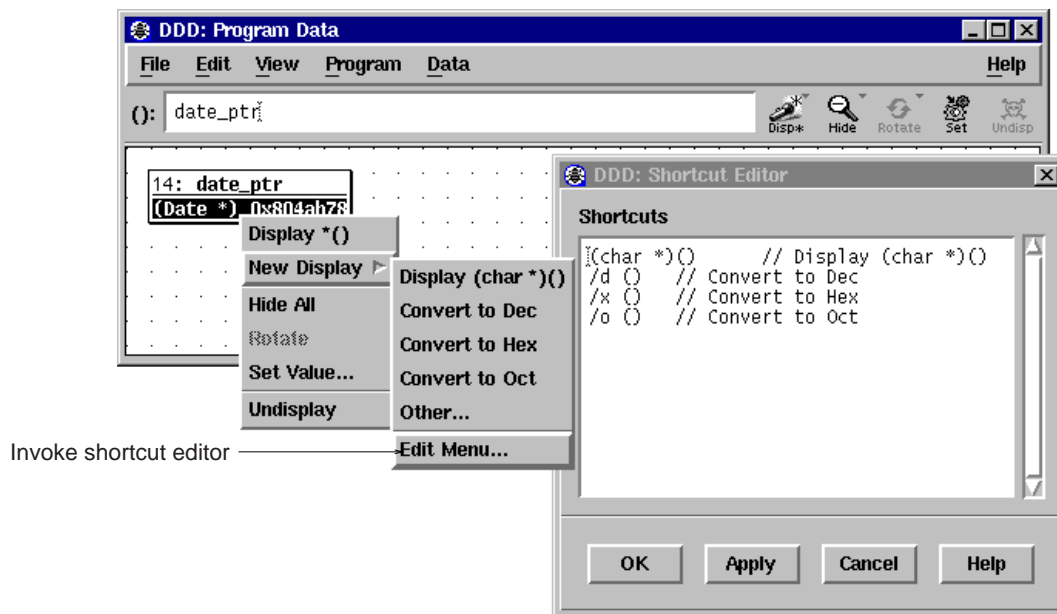 DDD: Program Data
File Edit View Program Data Help
(): date_ptr
Disp* Hide Rotate Set Undisp
14: date_ptr
(Date *) 0x804ab78
Display *()
New Display
Hide All
Rotate
Set Value...
Undisplay
Display (char *)()
Convert to Dec
Convert to Hex
Convert to Oct
Other...
Edit Menu...
Invoke shortcut editor
DDD: Shortcut Editor
Shortcuts
(char *)() // Display (char *)()
/d () // Convert to Dec
/x () // Convert to Hex
/o () // Convert to Oct
OK Apply Cancel Help